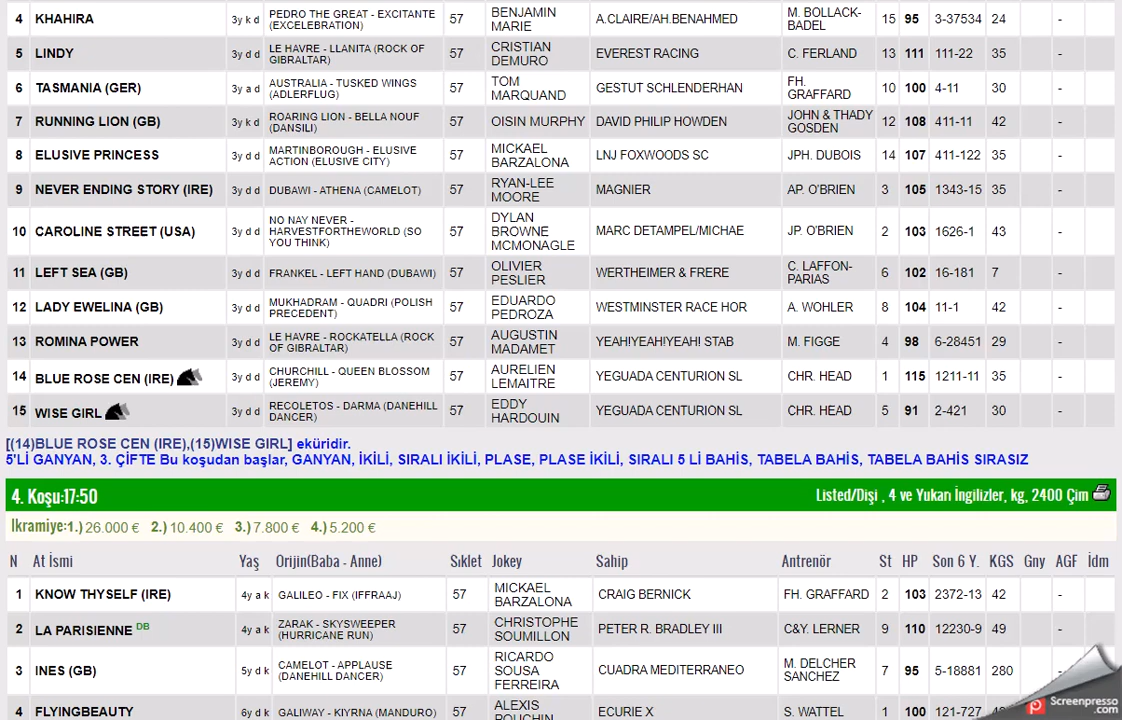 4 KHAHIRA 3y k d PEDRO THE GREAT - EXCITANTE (EXCELEBRATION) 57 BENJAMIN MARIE A.CLAIRE/AH.BENAHMED M. BOLLACK-BADEL 15 95 3-37534 24 -
5 LINDY 3y d d LE HAVRE - LLANITA (ROCK OF GIBRALTAR) 57 CRISTIAN DEMURO EVEREST RACING C. FERLAND 13 111 111-22 35 -
6 TASMANIA (GER) 3y a d AUSTRALIA - TUSKED WINGS (ADLERFLUG) 57 TOM MARQUAND GESTUT SCHLENDERHAN FH. GRAFFARD 10 100 4-11 30 -
7 RUNNING LION (GB) 3y k d ROARING LION - BELLA NOUF (DANSILI) 57 OISIN MURPHY DAVID PHILIP HOWDEN JOHN & THADY GOSDEN 12 108 411-11 42 -
8 ELUSIVE PRINCESS 3y d d MARTINBOROUGH - ELUSIVE ACTION (ELUSIVE CITY) 57 MICKAEL BARZALONA LNJ FOXWOODS SC JPH. DUBOIS 14 107 411-122 35 -
9 NEVER ENDING STORY (IRE) 3y d d DUBAWI - ATHENA (CAMELOT) 57 RYAN-LEE MOORE MAGNIER AP. O'BRIEN 3 105 1343-15 35 -
10 CAROLINE STREET (USA) 3y d d NO NAY NEVER - HARVESTFORTHEWORLD (SO YOU THINK) 57 DYLAN BROWNE MCMONAGLE MARC DETAMPEL/MICHAE JP. O'BRIEN 2 103 1626-1 43 -
11 LEFT SEA (GB) 3y d d FRANKEL - LEFT HAND (DUBAWI) 57 OLIVIER PESLIER WERTHEIMER & FRERE C. LAFFON-PARIAS 6 102 16-181 7 -
12 LADY EWELINA (GB) 3y d d MUKHADRAM - QUADRI (POLISH PRECEDENT) 57 EDUARDO PEDROZA WESTMINSTER RACE HOR A. WOHLER 8 104 11-1 42 -
13 ROMINA POWER 3y d d LE HAVRE - ROCKATELLA (ROCK OF GIBRALTAR) 57 AUGUSTIN MADAMET YEAH!YEAH!YEAH! STAB M. FIGGE 4 98 6-28451 29 -
14 BLUE ROSE CEN (IRE) 3y d d CHURCHILL - QUEEN BLOSSOM (JEREMY) 57 AURELIEN LEMAITRE YEGUADA CENTURION SL CHR. HEAD 1 115 1211-11 35 -
15 WISE GIRL 3y d d RECOLETOS - DARMA (DANEHILL DANCER) 57 EDDY HARDOUIN YEGUADA CENTURION SL CHR. HEAD 5 91 2-421 30 -
[(14)BLUE ROSE CEN (IRE),(15)WISE GIRL] eküridir.
5'Lİ GANYAN, 3. ÇİFTE Bu koşudan başlar, GANYAN, İKİLİ, SIRALI İKİLİ, PLASE, PLASE İKİLİ, SIRALI 5 Lİ BAHİS, TABELA BAHİS, TABELA BAHİS SIRASIZ
4. Koşu:17:50 Listed/Dişi , 4 ve Yukarı İngilizler, kg, 2400 Çim
İkramiye:1.) 26.000 € 2.) 10.400 € 3.) 7.800 € 4.) 5.200 €
N At İsmi Yaş Orijin(Baba - Anne) Sıklet Jokey Sahip Antrenör St HP Son 6 Y. KGS Gny AGF İdm
1 KNOW THYSELF (IRE) 4y a k GALILEO - FIX (IFFRAAJ) 57 MICKAEL BARZALONA CRAIG BERNICK FH. GRAFFARD 2 103 2372-13 42 -
2 LA PARISIENNE DB 4y a k ZARAK - SKYSWEEPER (HURRICANE RUN) 57 CHRISTOPHE SOUMILLON PETER R. BRADLEY III C&Y. LERNER 9 110 12230-9 49 -
3 INES (GB) 5y d k CAMELOT - APPLAUSE (DANEHILL DANCER) 57 RICARDO SOUSA FERREIRA CUADRA MEDITERRANEO M. DELCHER SANCHEZ 7 95 5-18881 280 -
4 FLYINGBEAUTY 6y d k GALIWAY - KIYRNA (MANDURO) 57 ALEXIS POUCHIN ECURIE X S. WATTEL 1 100 121-727
Screenpresso.com